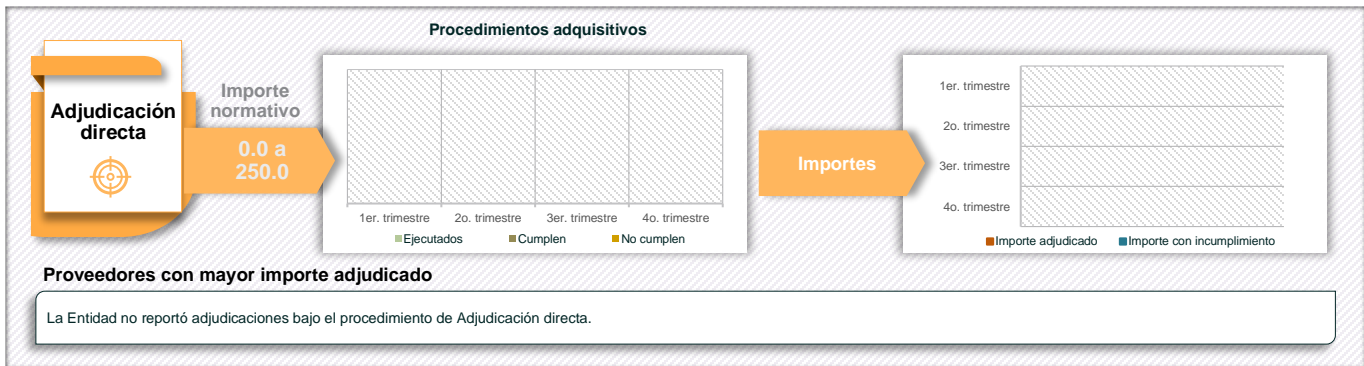 Procedimientos adquisitivos
Adjudicación
directa
Importe
normativo
0.0 a
250.0
1er. trimestre
2o. trimestre
3er. trimestre
4o. trimestre
Ejecutados
Cumplen
No cumplen
Importes
1er. trimestre
2o. trimestre
3er. trimestre
4o. trimestre
Importe adjudicado
Importe con incumplimiento
Proveedores con mayor importe adjudicado
La Entidad no reportó adjudicaciones bajo el procedimiento de Adjudicación directa.